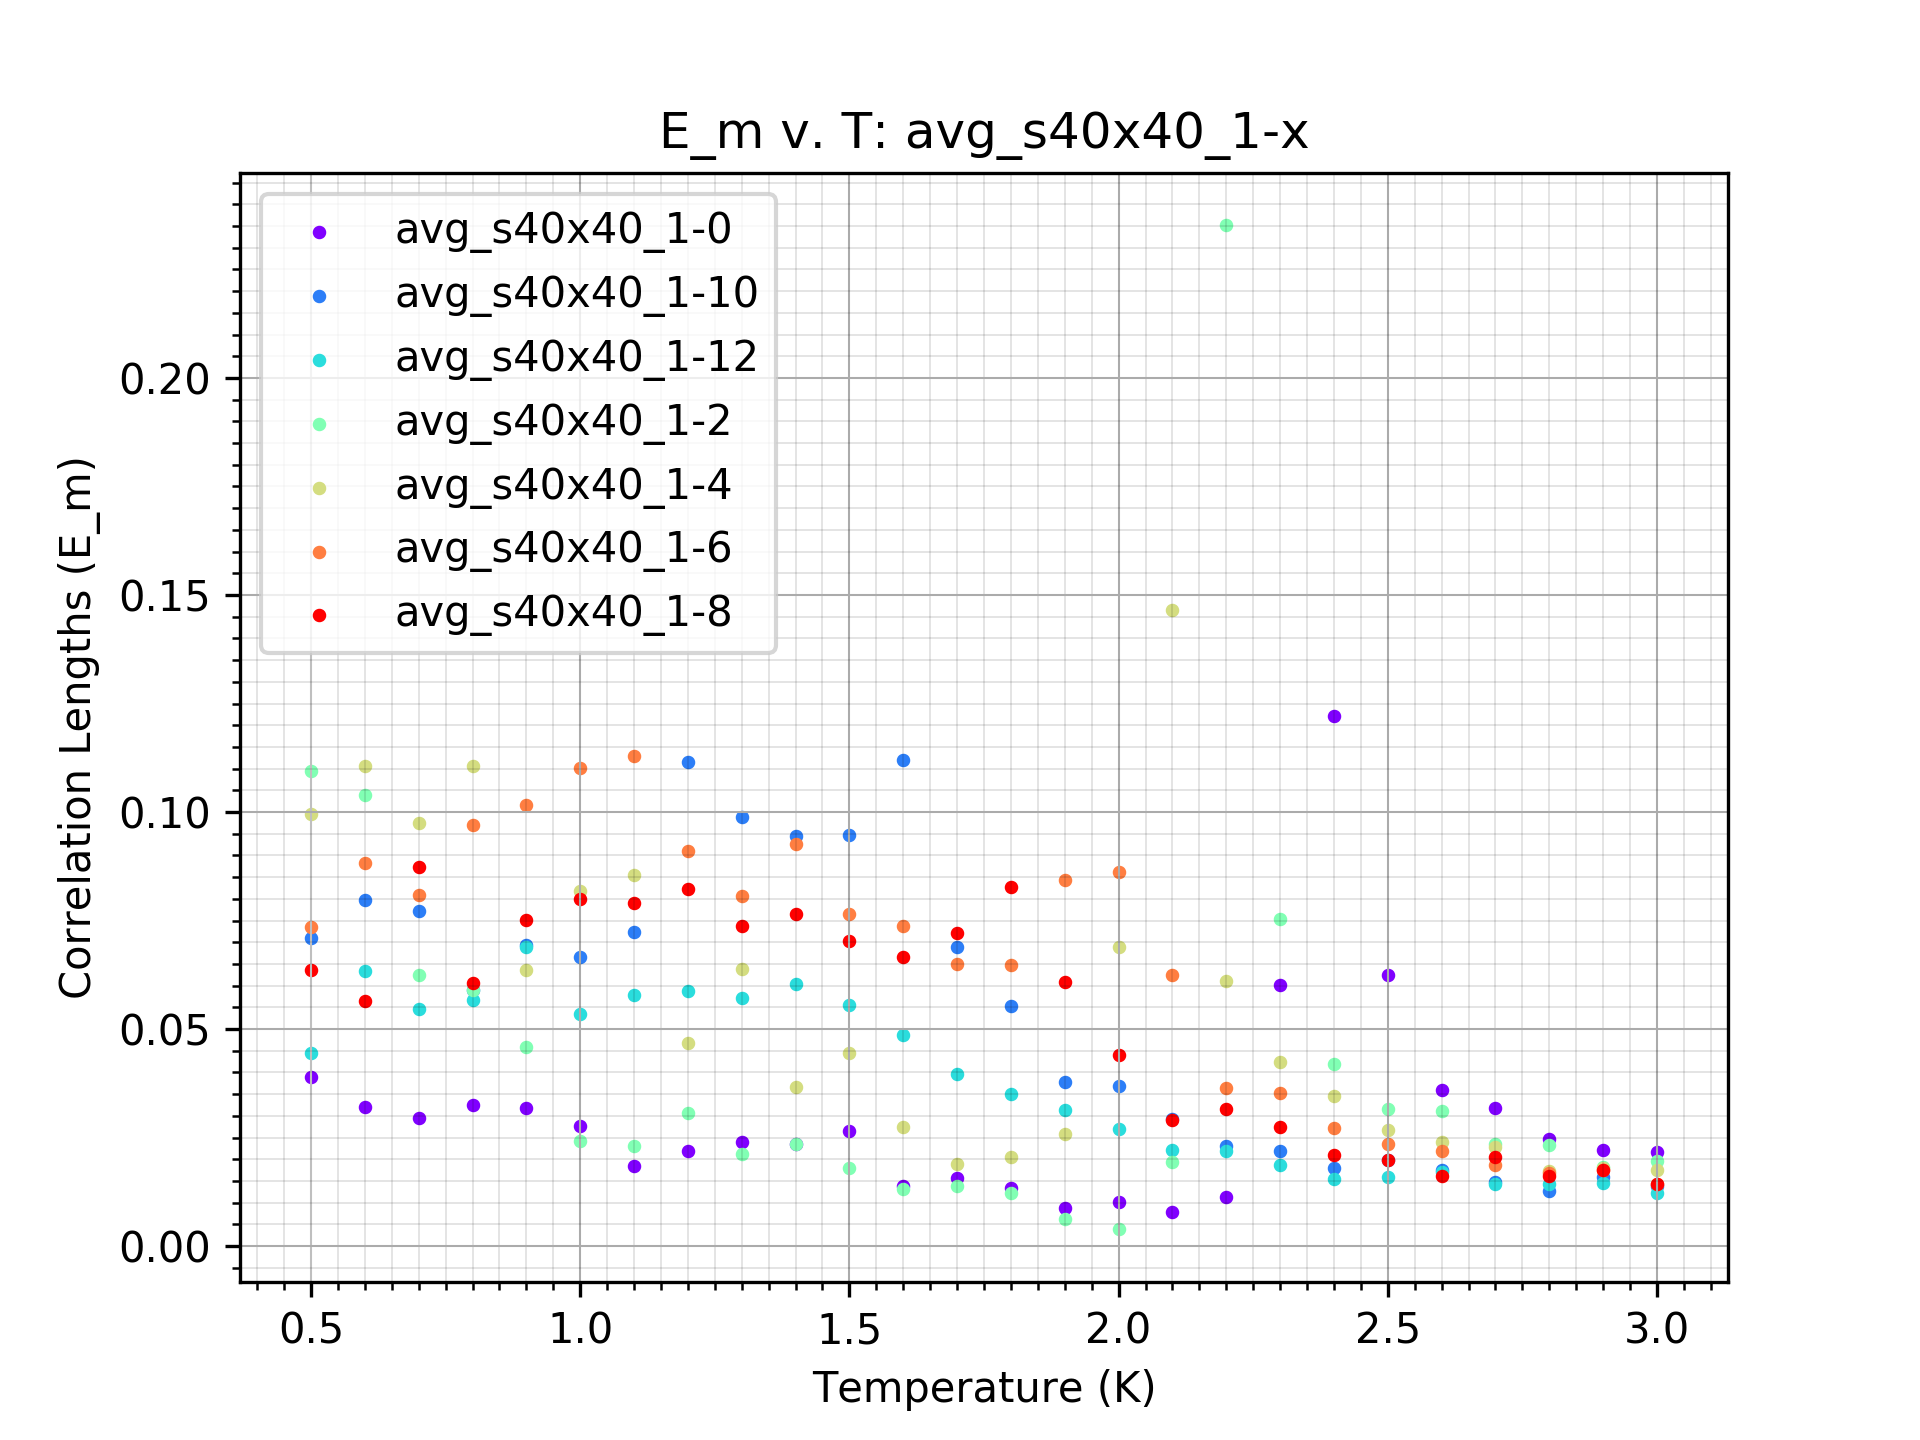 E_m v. T: avg_s40x40_1-x
avg_s40x40_1-0
avg_s40x40_1-10
avg_s40x40_1-12
avg_s40x40_1-2
avg_s40x40_1-4
avg_s40x40_1-6
avg_s40x40_1-8
Correlation Lengths (E_m)
0.20
0.15
0.10
0.05
0.00
0.5 1.0 1.5 2.0 2.5 3.0
Temperature (K)